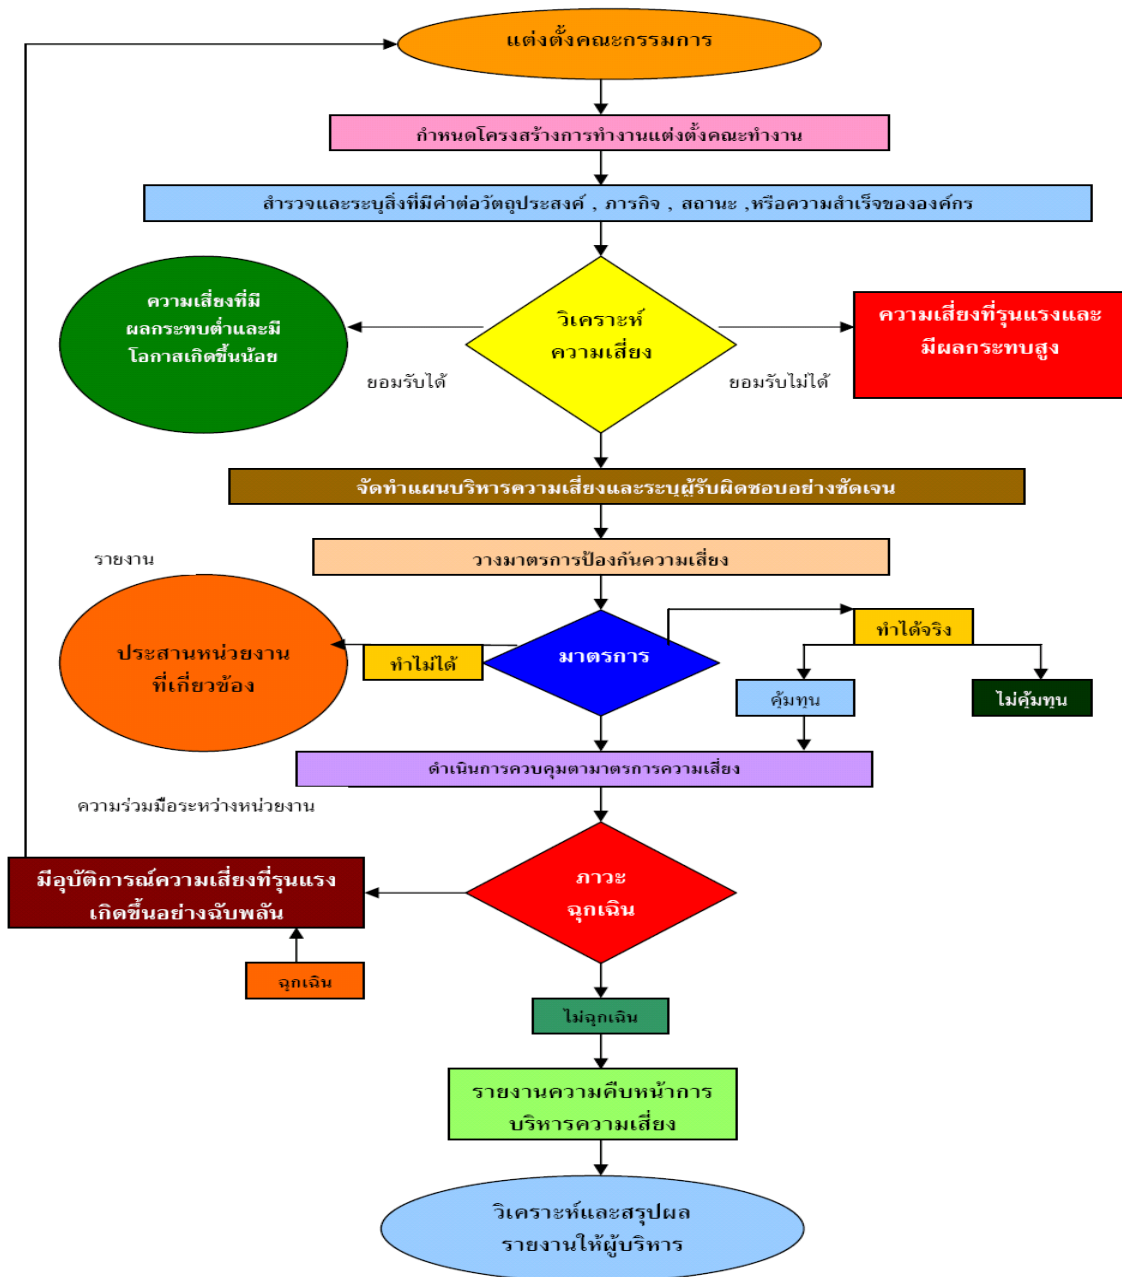 แต่งตั้งคณะกรรมการ
กำหนดโครงสร้างการทำงานแต่งตั้งคณะทำงาน
สำรวจและระบุสิ่งที่มีค่าต่อวัตถุประสงค์ , ภารกิจ , สถานะ ,หรือความสำเร็จขององค์กร
ความเสี่ยงที่มี
ผลกระทบต่ำและมี
โอกาสเกิดขึ้นน้อย
วิเคราะห์
ความเสี่ยง
ความเสี่ยงที่รุนแรงและ
มีผลกระทบสูง
ยอมรับได้
ยอมรับไม่ได้
จัดทำแผนบริหารความเสี่ยงและระบุผู้รับผิดชอบอย่างชัดเจน
วางมาตรการป้องกันความเสี่ยง
รายงาน
ประสานหน่วยงาน
ที่เกี่ยวข้อง
ทำไม่ได้
มาตรการ
ทำได้จริง
คุ้มทุน
ไม่คุ้มทุน
ดำเนินการควบคุมตามาตรการความเสี่ยง
ความร่วมมือระหว่างหน่วยงาน
มีอุบัติการณ์ความเสี่ยงที่รุนแรง
เกิดขึ้นอย่างฉับพลัน
ภาวะ
ฉุกเฉิน
ฉุกเฉิน
ไม่ฉุกเฉิน
รายงานความคืบหน้าการ
บริหารความเสี่ยง
วิเคราะห์และสรุปผล
รายงานให้ผู้บริหาร